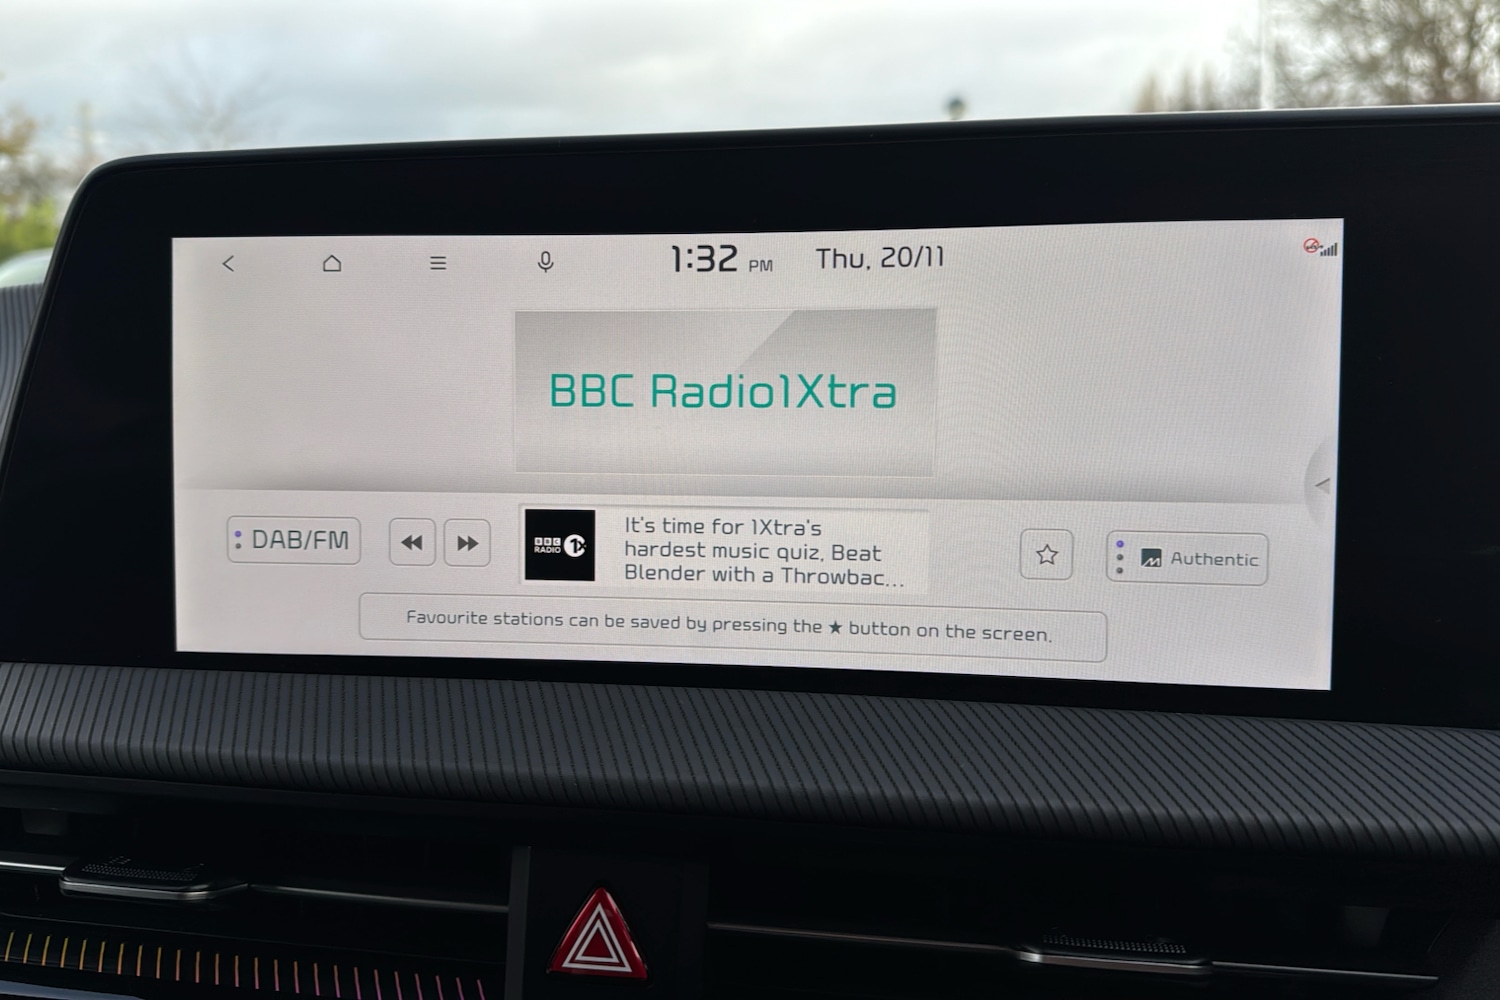 1:32 PM Thu, 20/11
BBC Radio1Xtra
DAB/FM
BBC
RADIO 1X
It's time for 1Xtra's
hardest music quiz, Beat
Blender with a Throwbac...
Authentic
Favourite stations can be saved by pressing the ★ button on the screen.